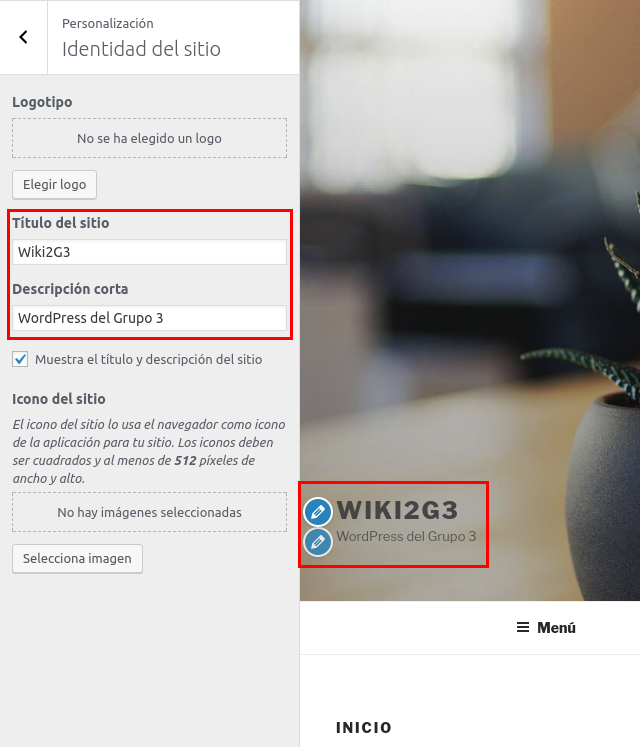 Personalización
Identidad del sitio
Logotipo
No se ha elegido un logo
Elegir logo
Título del sitio
Wiki2G3
Descripción corta
WordPress del Grupo 3
Muestra el título y descripción del sitio
Icono del sitio
El icono del sitio lo usa el navegador como icono
de la aplicación para tu sitio. Los iconos deben
ser cuadrados y al menos de 512 píxeles de
ancho y alto.
No hay imágenes seleccionadas
Selecciona imagen
WIKI2G3
WordPress del Grupo 3
Menú
INICIO